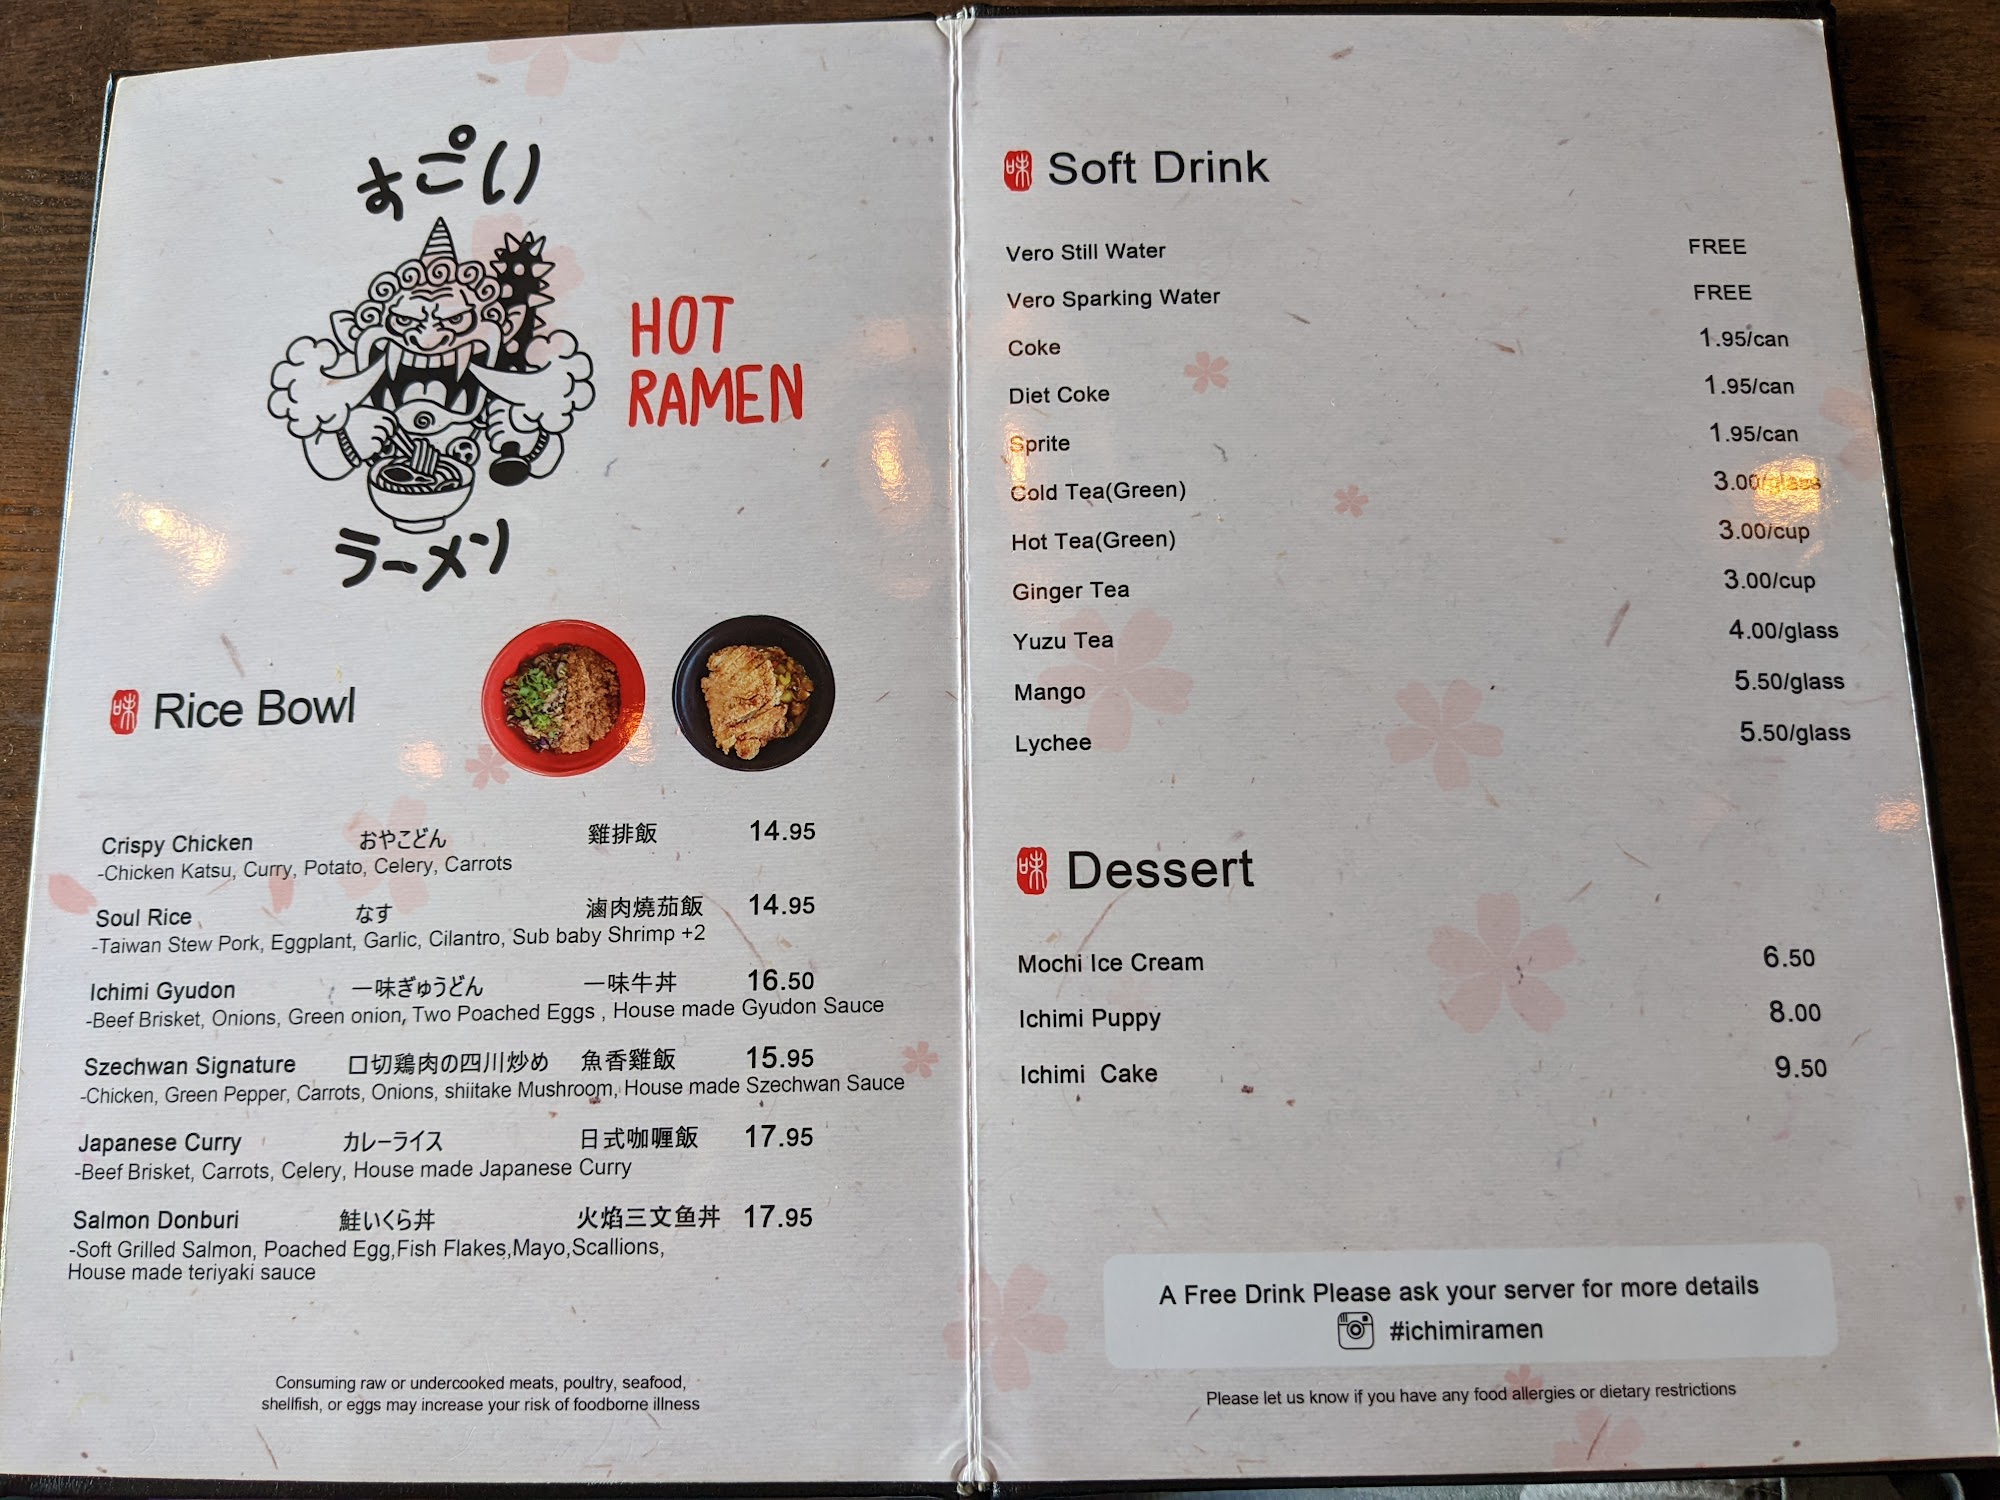 すごい
HOT
RAMEN
ラーメン
味 Rice Bowl
Crispy Chicken おやこどん 雞排飯 14.95
-Chicken Katsu, Curry, Potato, Celery, Carrots
Soul Rice なす 滷肉燒茄飯 14.95
-Taiwan Stew Pork, Eggplant, Garlic, Cilantro, Sub baby Shrimp +2
Ichimi Gyudon 一味ぎゅうどん 一味牛丼 16.50
-Beef Brisket, Onions, Green onion, Two Poached Eggs , House made Gyudon Sauce
Szechwan Signature 口切鶏肉の四川炒め 魚香雞飯 15.95
-Chicken, Green Pepper, Carrots, Onions, shiitake Mushroom, House made Szechwan Sauce
Japanese Curry カレーライス 日式咖喱飯 17.95
-Beef Brisket, Carrots, Celery, House made Japanese Curry
Salmon Donburi 鮭いくら丼 火焰三文鱼丼 17.95
-Soft Grilled Salmon, Poached Egg,Fish Flakes,Mayo,Scallions,
House made teriyaki sauce
Consuming raw or undercooked meats, poultry, seafood,
shellfish, or eggs may increase your risk of foodborne illness
味 Soft Drink
Vero Still Water FREE
Vero Sparking Water FREE
Coke 1.95/can
Diet Coke 1.95/can
Sprite 1.95/can
Cold Tea(Green) 3.00/glass
Hot Tea(Green) 3.00/cup
Ginger Tea 3.00/cup
Yuzu Tea 4.00/glass
Mango 5.50/glass
Lychee 5.50/glass
味 Dessert
Mochi Ice Cream 6.50
Ichimi Puppy 8.00
Ichimi Cake 9.50
A Free Drink Please ask your server for more details
#ichimiramen
Please let us know if you have any food allergies or dietary restrictions